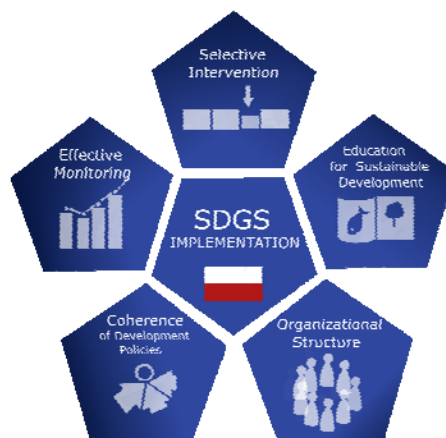 Selective
Intervention
Effective
Monitoring
Education
for Sustainable
Development
SDGS
IMPLEMENTATION
Coherence
of Development
Policies
Organizational
Structure